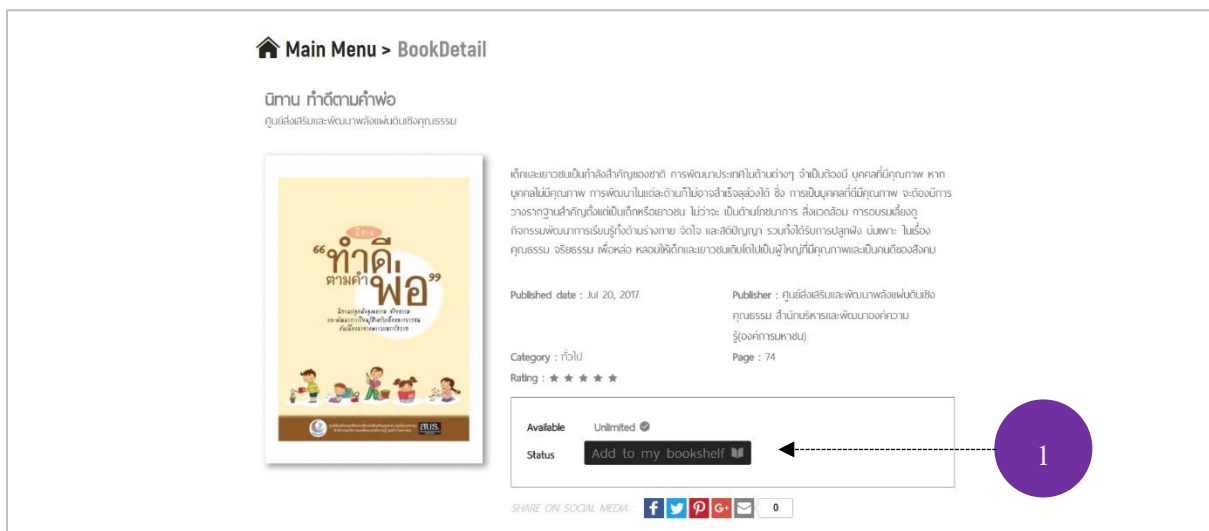 Main Menu > BookDetail
นิทาน ทำดีตามคำพ่อ
ศูนย์ส่งเสริมและพัฒนาพลังแผ่นดินเชิงคุณธรรม
เด็กและเยาวชนเป็นกำลังสำคัญของชาติ การพัฒนาประเทศในด้านต่างๆ จำเป็นต้องมี บุคคลที่มีคุณภาพ หาก
บุคคลไม่มีคุณภาพ การพัฒนาในแต่ละด้านก็ไม่อาจสำเร็จลุล่วงได้ ซึ่ง การเป็นบุคคลที่ดีมีคุณภาพ จะต้องมีการ
วางรากฐานสำคัญตั้งแต่เป็นเด็กหรือเยาวชน ไม่ว่าจะ เป็นด้านโภชนาการ สิ่งแวดล้อม การอบรมเลี้ยงดู
กิจกรรมพัฒนาการเรียนรู้ทั้งด้านร่างกาย จิตใจ และสติปัญญา รวมทั้งได้รับการปลูกฝัง บ่มเพาะ ในเรื่อง
คุณธรรม จริยธรรม เพื่อหล่อ หลอมให้เด็กและเยาวชนเติบโตไปเป็นผู้ใหญ่ที่มีคุณภาพและเป็นคนดีของสังคม
นิทาน
“ทำดี
ตามคำ พ่อ”
Published date : Jul 20, 2017
Publisher : ศูนย์ส่งเสริมและพัฒนาพลังแผ่นดินเชิง
คุณธรรม สำนักบริหารและพัฒนาองค์ความ
รู้(องค์การมหาชน)
Category : ทั่วไป
Page : 74
Rating :
Available Unlimited
Status Add to my bookshelf
1
สบร.
SHARE ON SOCIAL MEDIA :
0